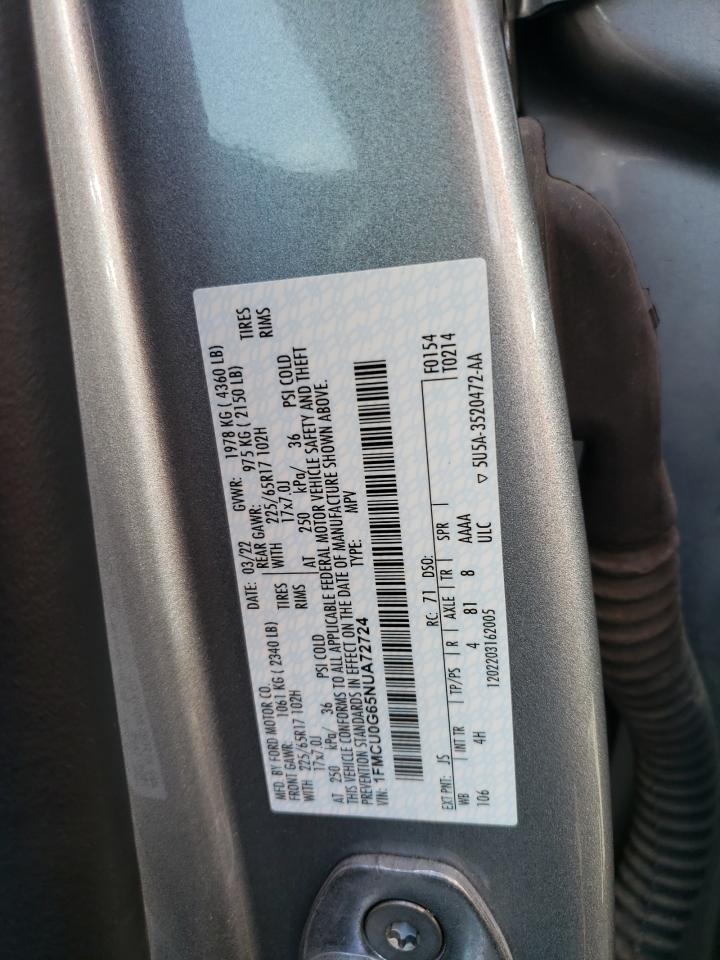 MFD. BY FORD MOTOR CO. DATE: 03/22 GVWR: 1978 KG ( 4360 LB)
FRONT GAWR: 1061 KG ( 2340 LB) REAR GAWR: 975 KG ( 2150 LB)
WITH 225/65R17 102H TIRES WITH 225/65R17 102H TIRES
17x7.0J RIMS 17x7.0J RIMS
AT 250 kPa/ 36 PSI COLD AT 250 kPa/ 36 PSI COLD
THIS VEHICLE CONFORMS TO ALL APPLICABLE FEDERAL MOTOR VEHICLE SAFETY AND THEFT
PREVENTION STANDARDS IN EFFECT ON THE DATE OF MANUFACTURE SHOWN ABOVE.
VIN: 1FMCU0G65NUA72724 TYPE: MPV
EXT PNT: JS RC: 71 DSO: F0154
WB INT TR TP/PS R AXLE TR SPR T0214
106 4H 4 81 8 AAAA
1202203162005 ULC ▽ 5U5A-3520472-AA